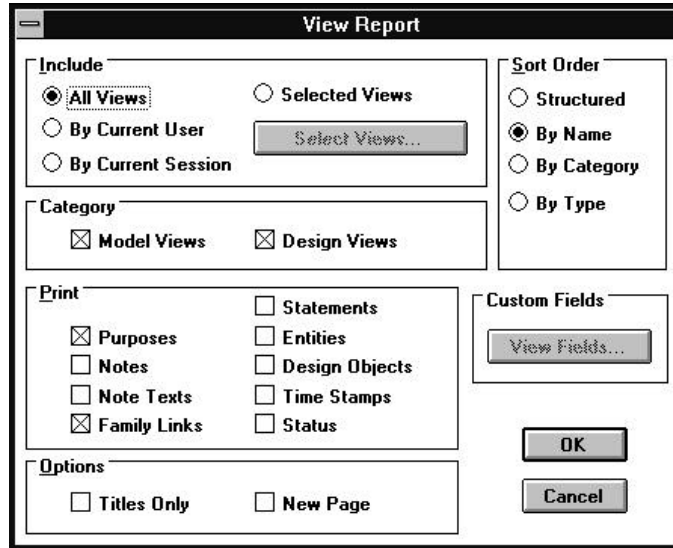 View Report
Include
All Views
Selected Views
By Current User
Select Views...
By Current Session
Sort Order
Structured
By Name
By Category
By Type
Category
Model Views
Design Views
Print
Statements
Purposes
Entities
Notes
Design Objects
Note Texts
Time Stamps
Family Links
Status
Custom Fields
View Fields...
Options
Titles Only
New Page
OK
Cancel